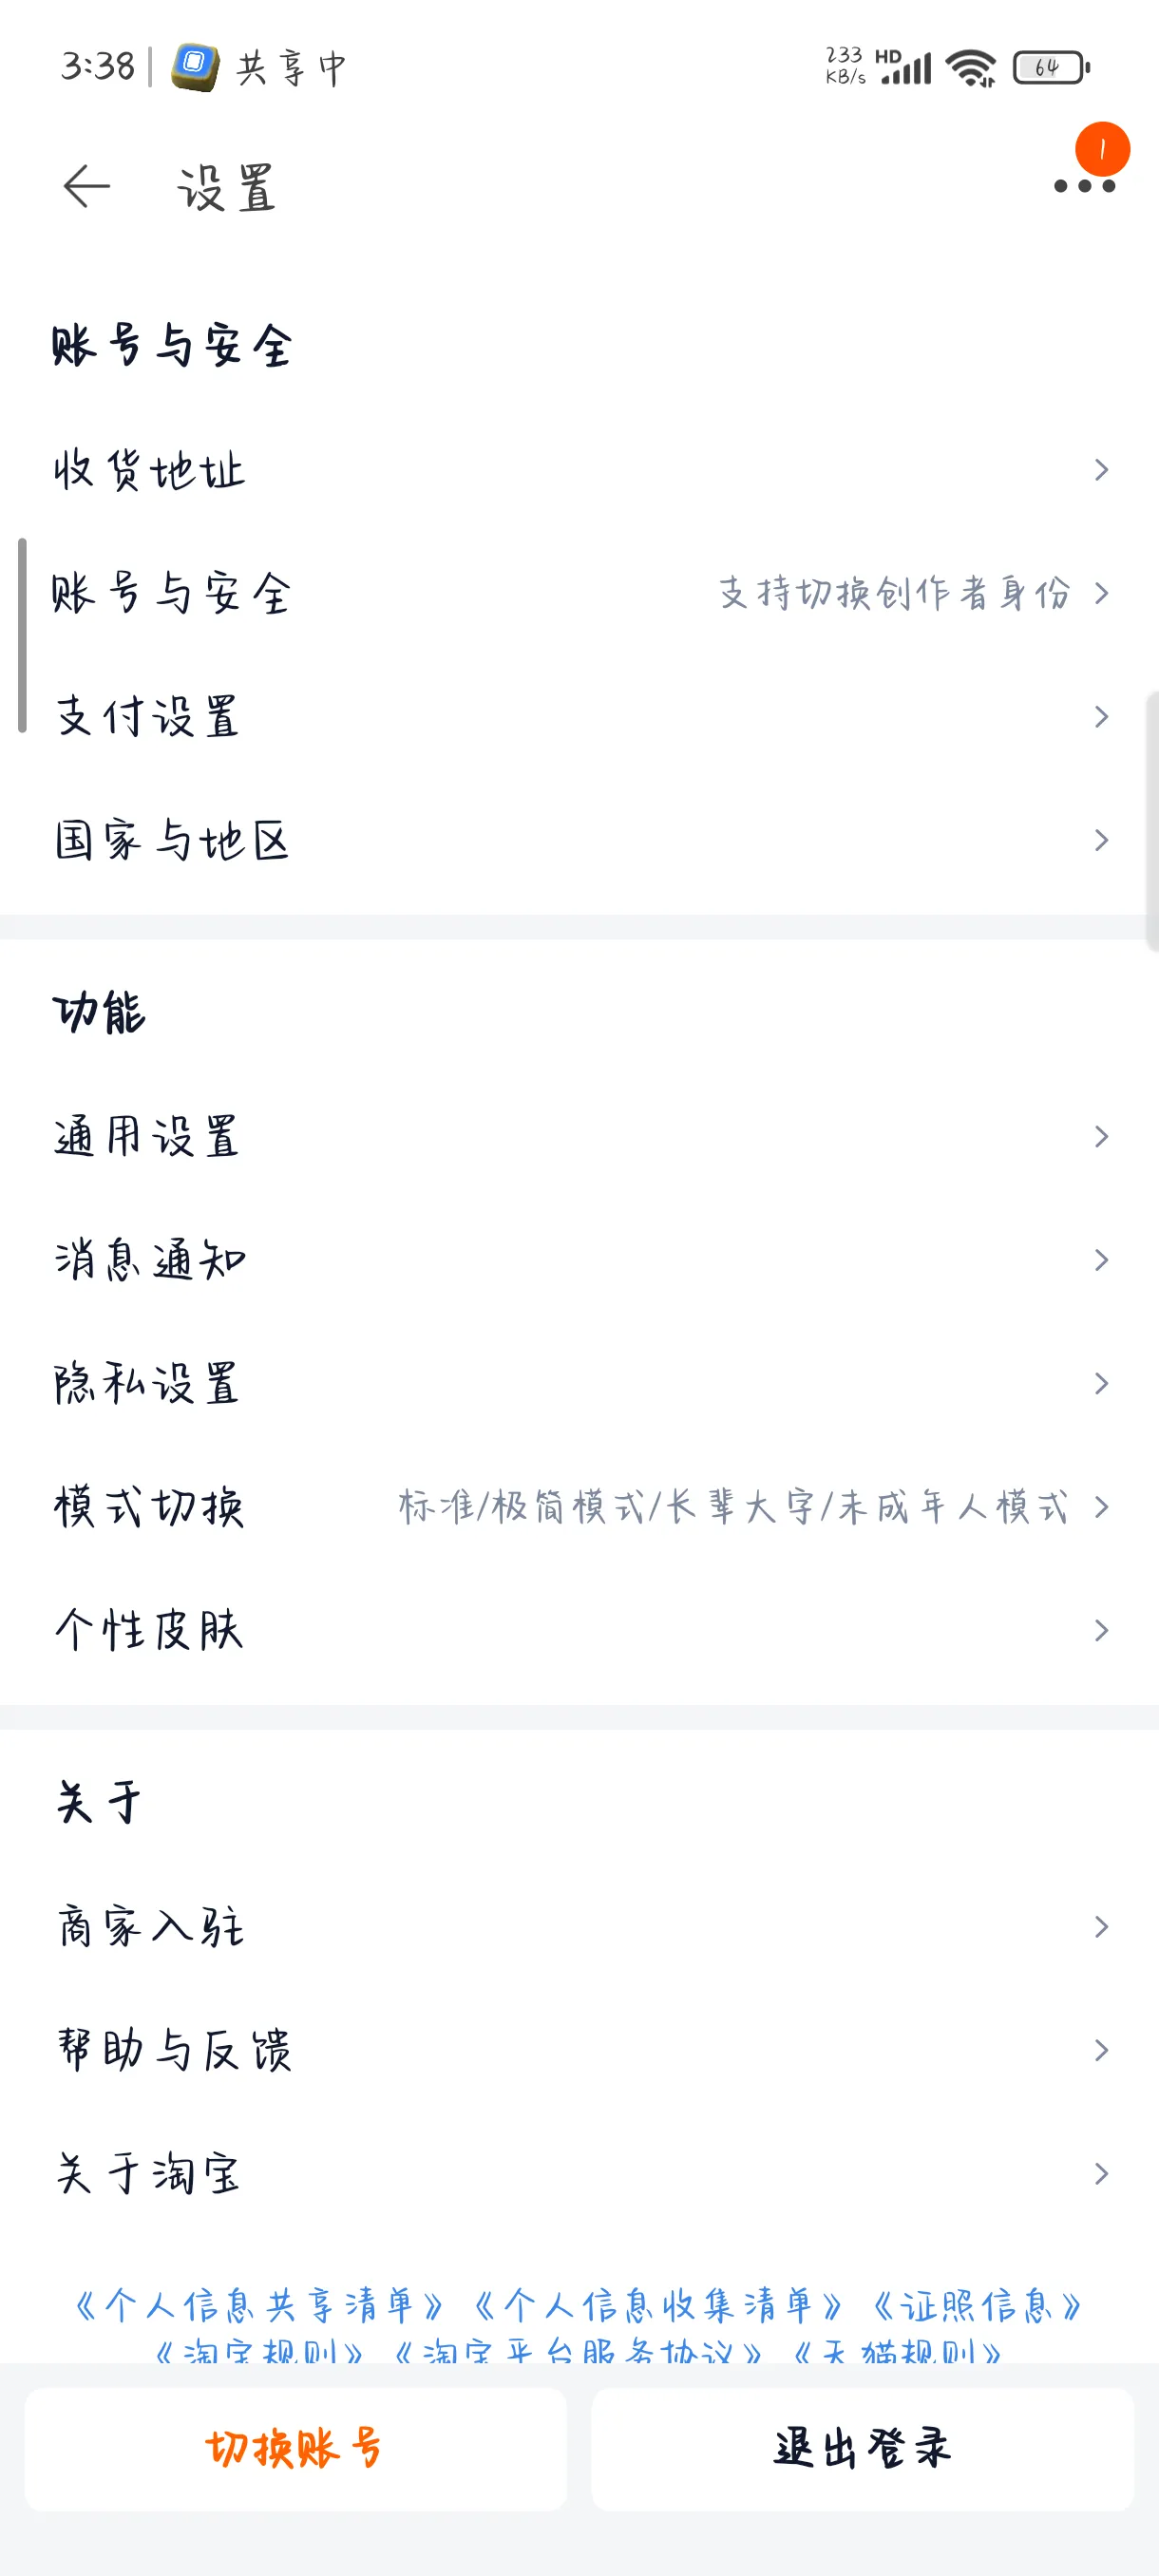 3:38 共享中 233 KB/s HD 64
设置 1
账号与安全
收货地址
账号与安全 支持切换创作者身份
支付设置
国家与地区
功能
通用设置
消息通知
隐私设置
模式切换 标准/极简模式/长辈大字/未成年人模式
个性皮肤
关于
商家入驻
帮助与反馈
关于淘宝
《个人信息共享清单》《个人信息收集清单》《证照信息》
《淘宝规则》《淘宝平台服务协议》《天猫规则》
切换账号 退出登录